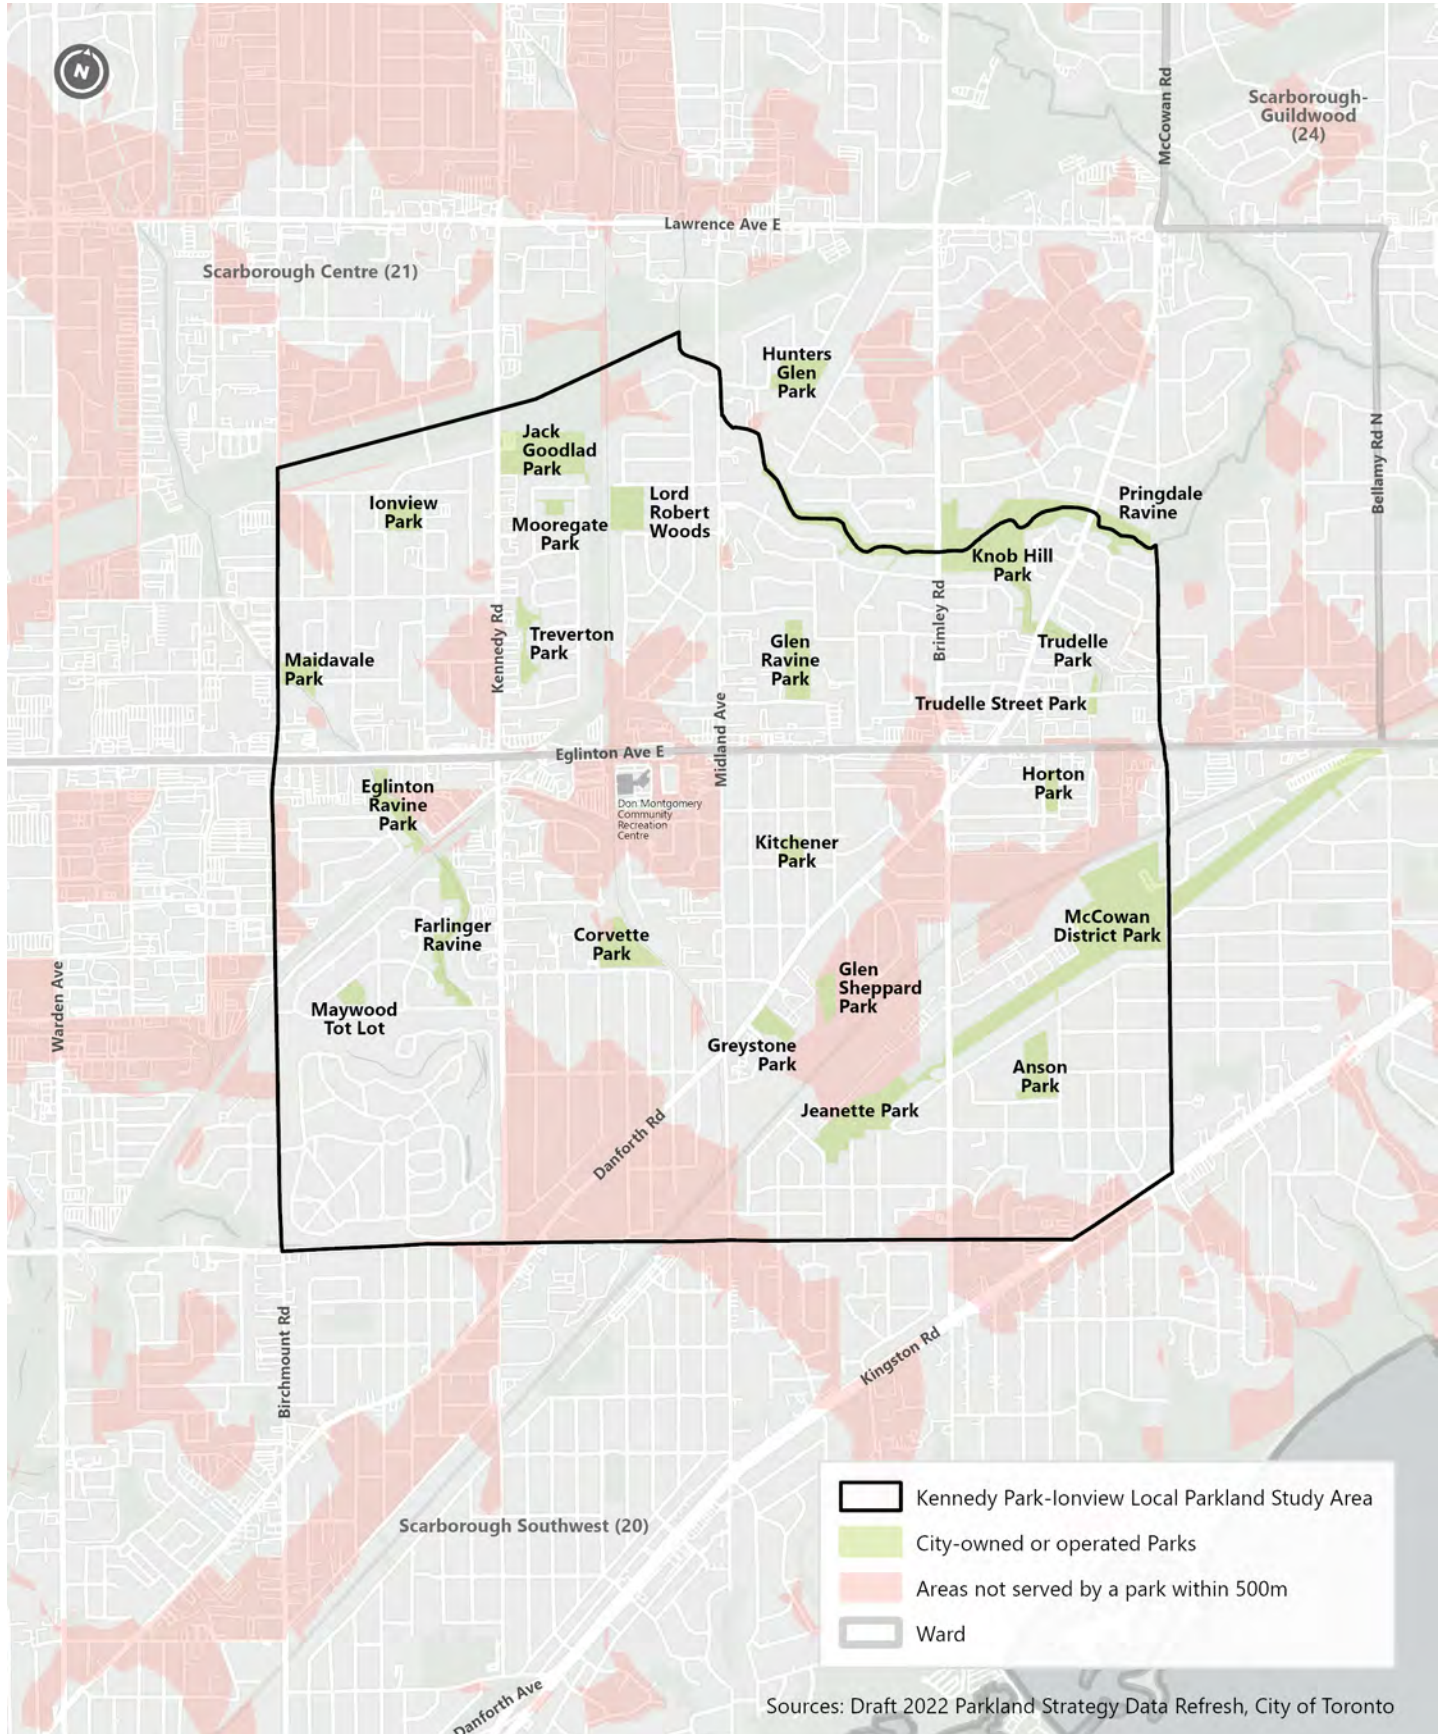 N
McCowan Rd
Scarborough-
Guildwood
(24)
Lawrence Ave E
Scarborough Centre (21)
Hunters
Glen
Park
Bellamy Rd N
Jack
Goodlad
Park
Ionview
Park
Mooregate
Park
Lord
Robert
Woods
Pringdale
Ravine
Knob Hill
Park
Kennedy Rd
Treverton
Park
Glen
Ravine
Park
Brimley Rd
Trudelle
Park
Maidavale
Park
Trudelle Street Park
Midland Ave
Eglinton Ave E
Eglinton
Ravine
Park
Don Montgomery
Community
Recreation
Centre
Horton
Park
Kitchener
Park
Farlinger
Ravine
Corvette
Park
McCowan
District Park
Glen
Sheppard
Park
Warden Ave
Maywood
Tot Lot
Greystone
Park
Anson
Park
Jeanette Park
Danforth Rd
Birchmount Rd
Kingston Rd
Scarborough Southwest (20)
Danforth Ave
Kennedy Park-Ionview Local Parkland Study Area
City-owned or operated Parks
Areas not served by a park within 500m
Ward
Sources: Draft 2022 Parkland Strategy Data Refresh, City of Toronto